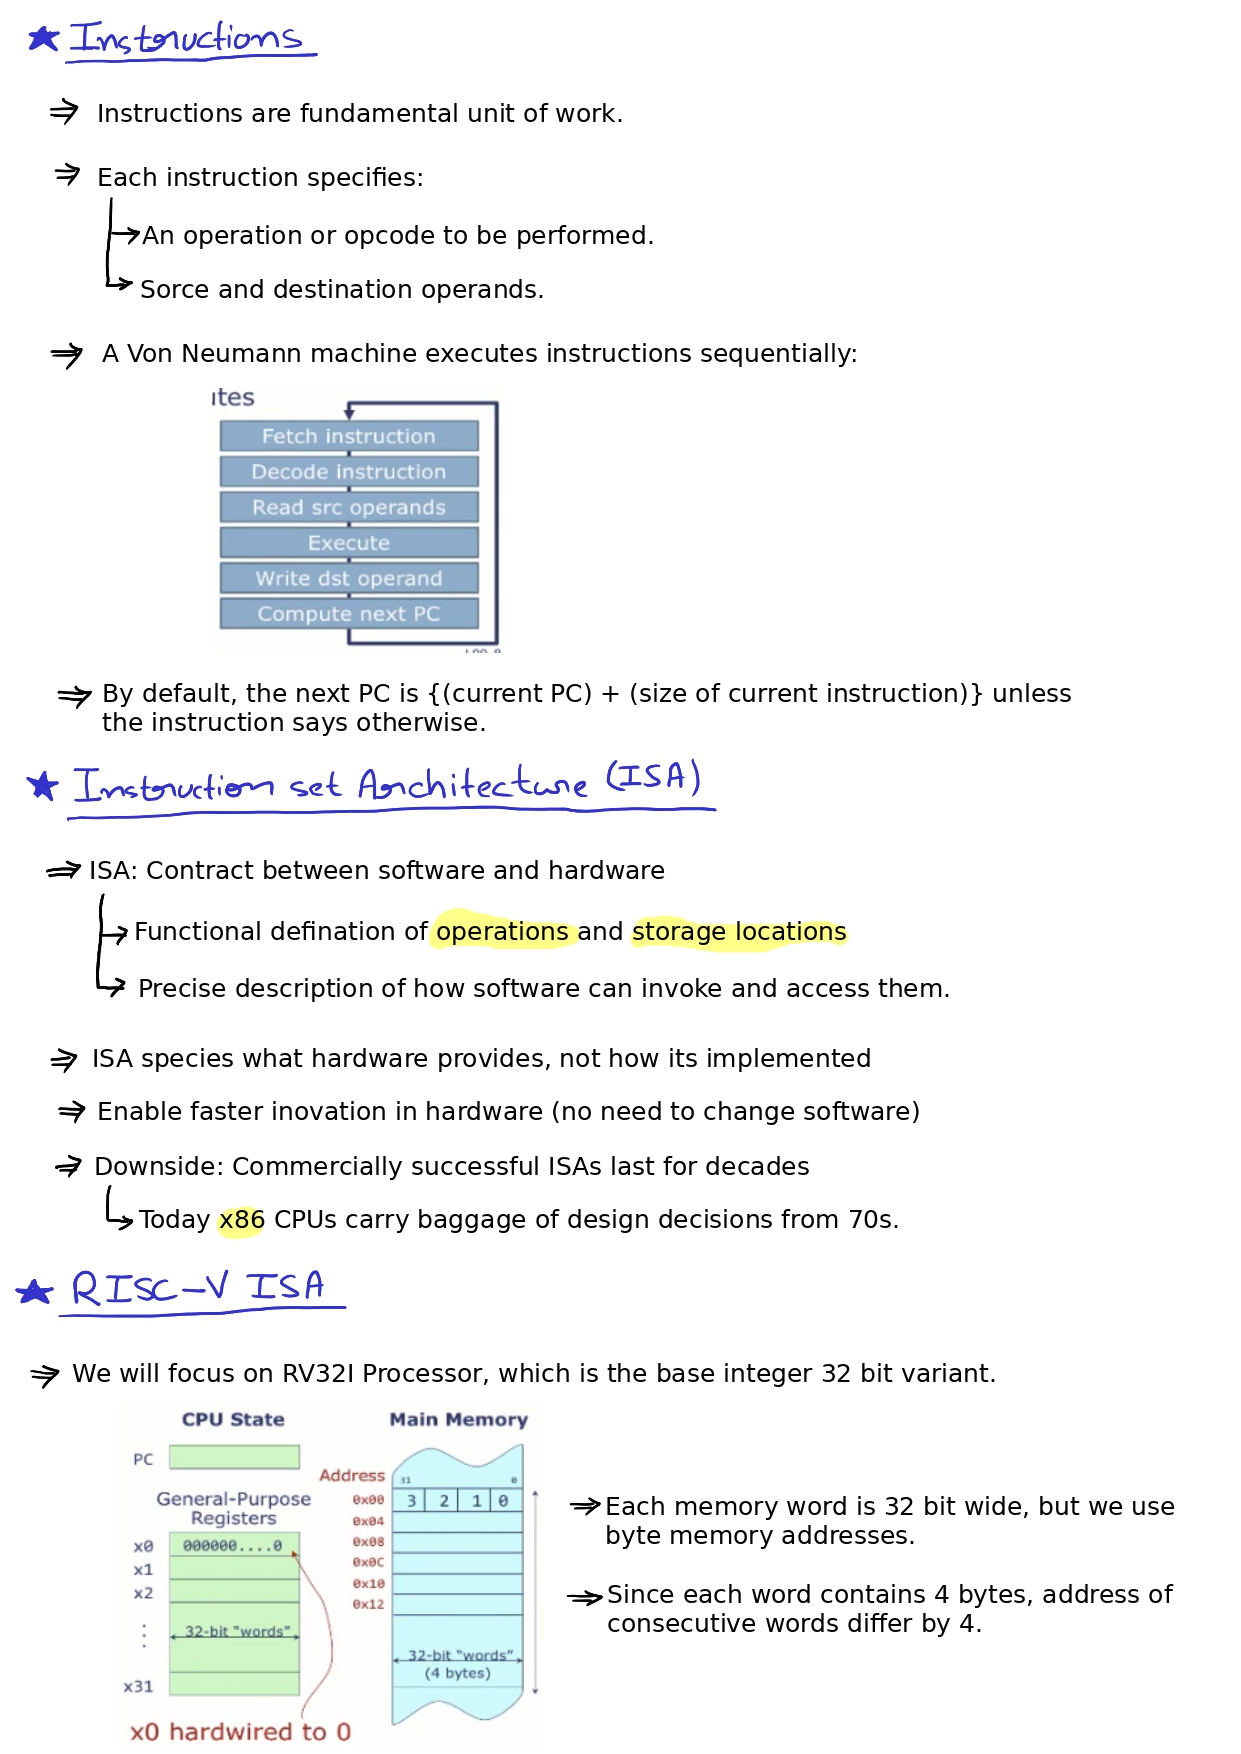 Instructions
Instructions are fundamental unit of work.
Each instruction specifies:
An operation or opcode to be performed.
Sorce and destination operands.
A Von Neumann machine executes instructions sequentially:
utes
Fetch instruction
Decode instruction
Read src operands
Execute
Write dst operand
Compute next PC
By default, the next PC is {(current PC) + (size of current instruction)} unless
the instruction says otherwise.
Instruction set Architecture (ISA)
ISA: Contract between software and hardware
Functional defination of operations and storage locations
Precise description of how software can invoke and access them.
ISA species what hardware provides, not how its implemented
Enable faster inovation in hardware (no need to change software)
Downside: Commercially successful ISAs last for decades
Today x86 CPUs carry baggage of design decisions from 70s.
RISC-V ISA
We will focus on RV32I Processor, which is the base integer 32 bit variant.
CPU State
PC
General-Purpose
Registers
x0 000000....0
x1
x2
x31
32-bit "words"
x0 hardwired to 0
Main Memory
Address
31 0
0x00 3 2 1 0
0x04
0x08
0x0C
0x10
0x12
32-bit "words"
(4 bytes)
Each memory word is 32 bit wide, but we use
byte memory addresses.
Since each word contains 4 bytes, address of
consecutive words differ by 4.